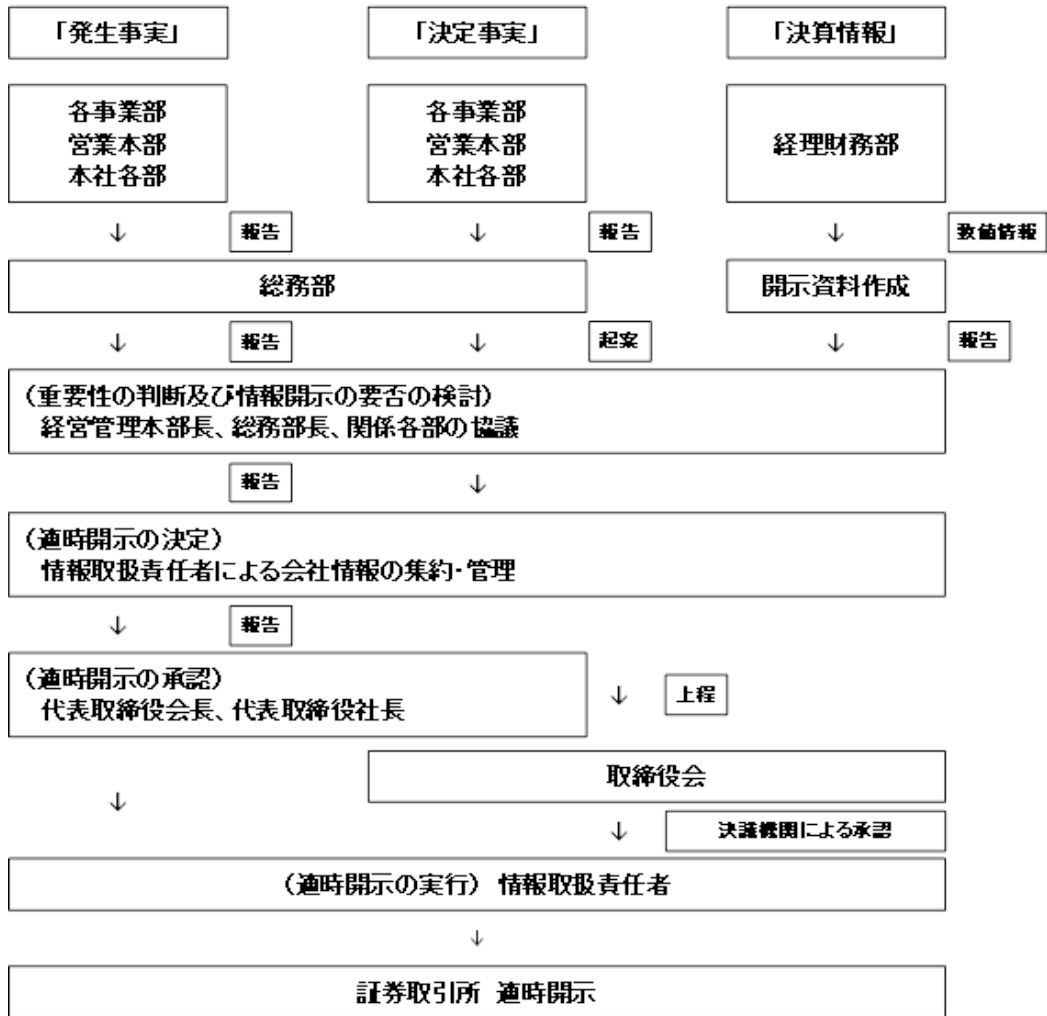 「発生事実」
「決定事実」
「決算情報」
各事業部
営業本部
本社各部
各事業部
営業本部
本社各部
経理財務部
↓
報告
↓
報告
↓
数値情報
総務部
開示資料作成
↓
報告
↓
起案
↓
報告
（重要性の判断及び情報開示の要否の検討）
経営管理本部長、総務部長、関係各部の協議
報告
↓
（適時開示の決定）
情報取扱責任者による会社情報の集約・管理
↓
報告
（適時開示の承認）
代表取締役会長、代表取締役社長
↓
上程
取締役会
↓
↓
決議機関による承認
（適時開示の実行） 情報取扱責任者
↓
証券取引所 適時開示